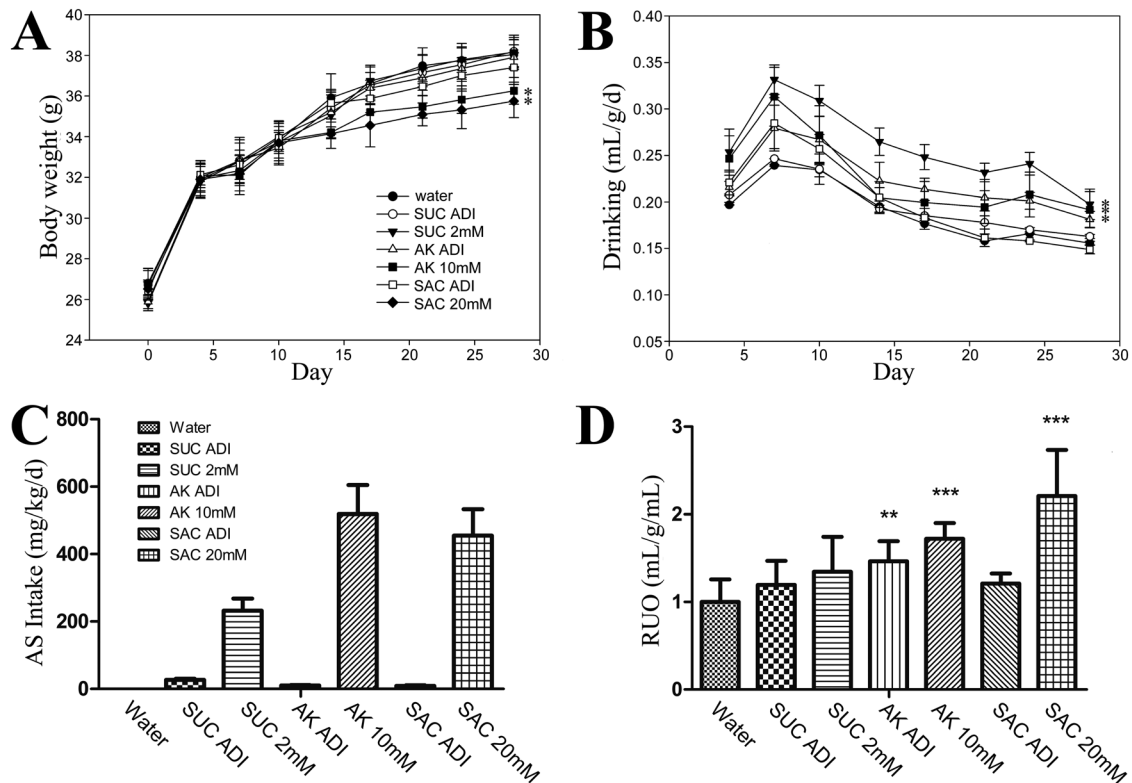 A
Body weight (g)
40
38
36
34
32
30
28
26
24
0
5
10
15
20
25
30
Day
water
SUC ADI
SUC 2mM
AK ADI
AK 10mM
SAC ADI
SAC 20mM
*
*
B
Drinking (mL/g/d)
0.40
0.35
0.30
0.25
0.20
0.15
0.10
0.05
0
5
10
15
20
25
30
Day
*
*
*
C
AS Intake (mg/kg/d)
800
600
400
200
0
Water
SUC ADI
SUC 2mM
AK ADI
AK 10mM
SAC ADI
SAC 20mM
Water
SUC ADI
SUC 2mM
AK ADI
AK 10mM
SAC ADI
SAC 20mM
D
RUO (mL/g/mL)
3
2
1
0
**
***
***
Water
SUC ADI
SUC 2mM
AK ADI
AK 10mM
SAC ADI
SAC 20mM